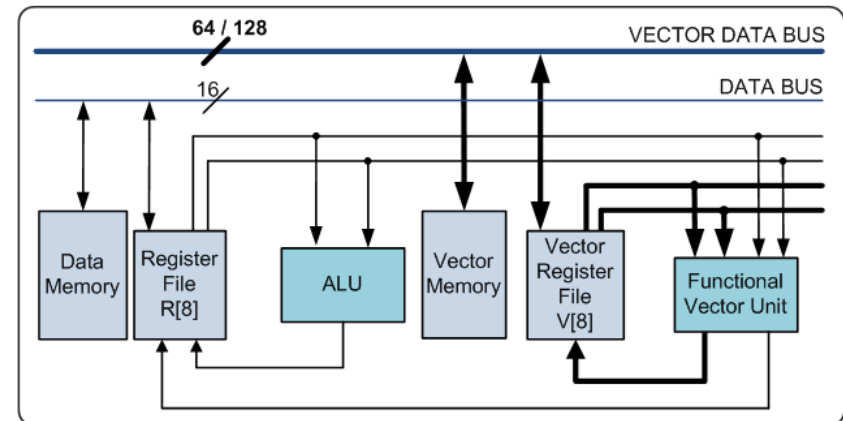 64 / 128
VECTOR DATA BUS
16
DATA BUS
Data
Memory
Register
File
R[8]
ALU
Vector
Memory
Vector
Register
File
V[8]
Functional
Vector Unit